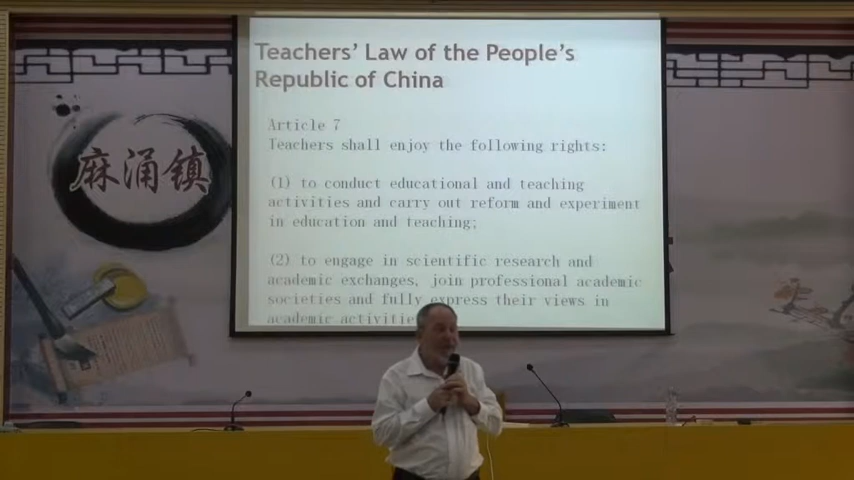 Teachers' Law of the People's
Republic of China
Article 7
Teachers shall enjoy the following rights:
(1) to conduct educational and teaching
activities and carry out reform and experiment
in education and teaching;
(2) to engage in scientific research and
academic exchanges, join professional academic
societies and fully express their views in
academic activitie
麻涌镇